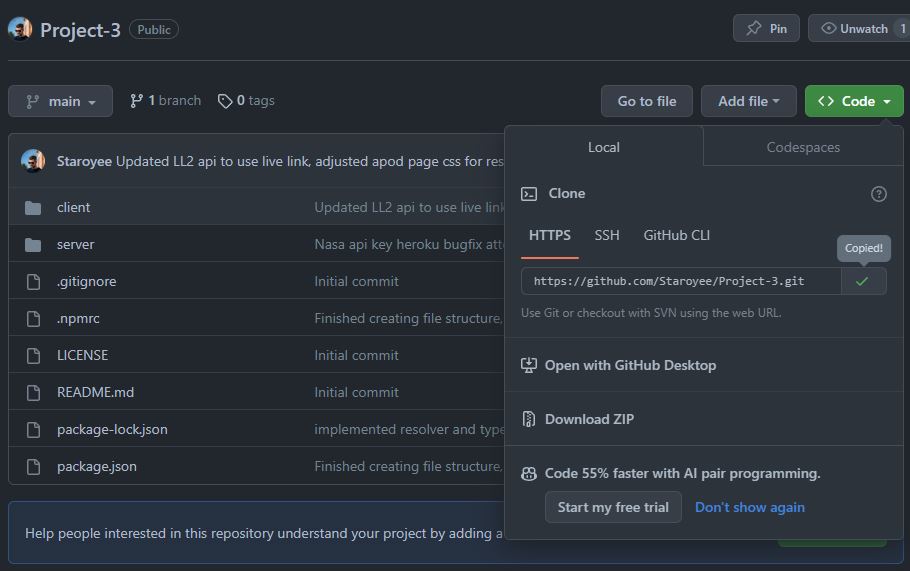 Project-3 Public Pin Unwatch 1
main 1 branch 0 tags Go to file Add file Code
Local Codespaces
Staroyee Updated LL2 api to use live link, adjusted apod page css for res
Clone
client Updated LL2 api to use live link
HTTPS SSH GitHub CLI
server Nasa api key heroku bugfix att
Copied!
.gitignore Initial commit
https://github.com/Staroyee/Project-3.git
.npmrc Finished creating file structure,
Use Git or checkout with SVN using the web URL.
LICENSE Initial commit
Open with GitHub Desktop
README.md Initial commit
Download ZIP
package-lock.json implemented resolver and type
package.json Finished creating file structure,
Code 55% faster with AI pair programming.
Start my free trial Don't show again
Help people interested in this repository understand your project by adding a